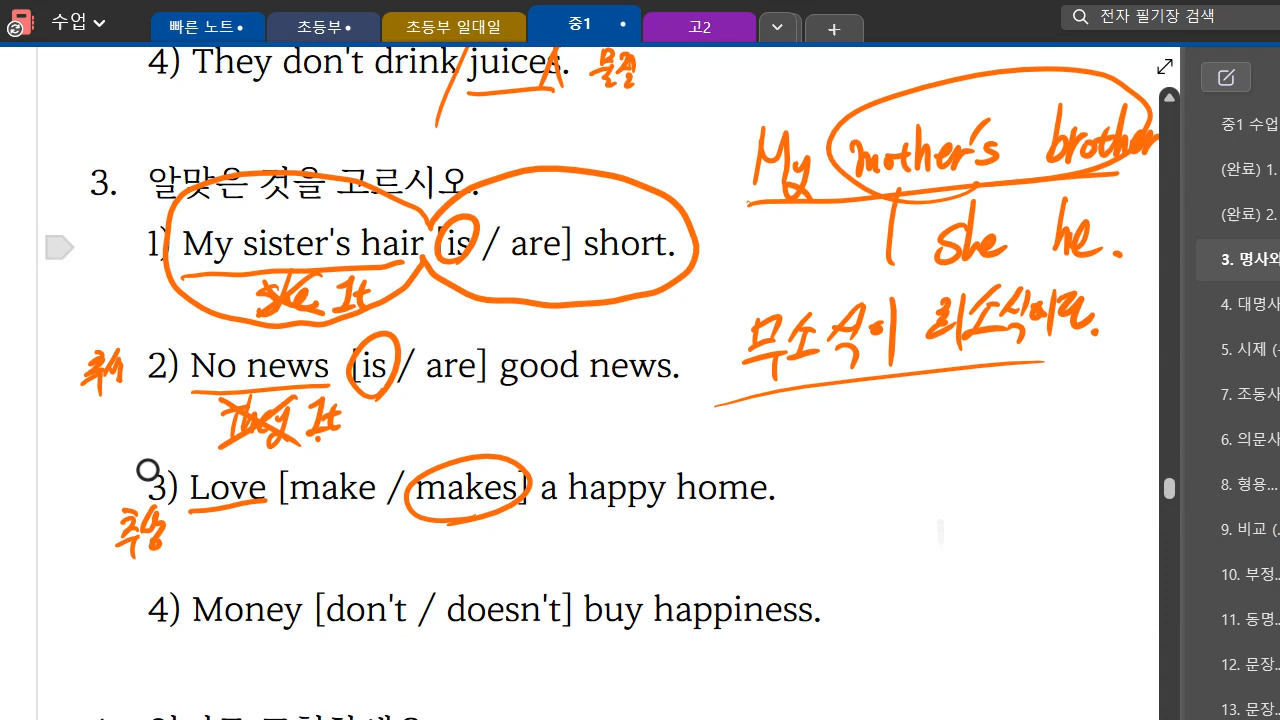 수업
빠른 노트 초등부 초등부 일대일 중1 고2
전자 필기장 검색
4) They don't drink juices. 물질
My mother's brother
she he.
3. 알맞은 것을 고르시오.
1) My sister's hair [is / are] short.
She It
무소식이 희소식이다.
2) No news [is / are] good news.
추상
They It
3) Love [make / makes] a happy home.
추상
4) Money [don't / doesn't] buy happiness.
중1 수업
(완료) 1.
(완료) 2.
3. 명사와
4. 대명사
5. 시제 (
7. 조동사
6. 의문사
8. 형용...
9. 비교 (.
10. 부정..
11. 동명..
12. 문장..
13. 문장..